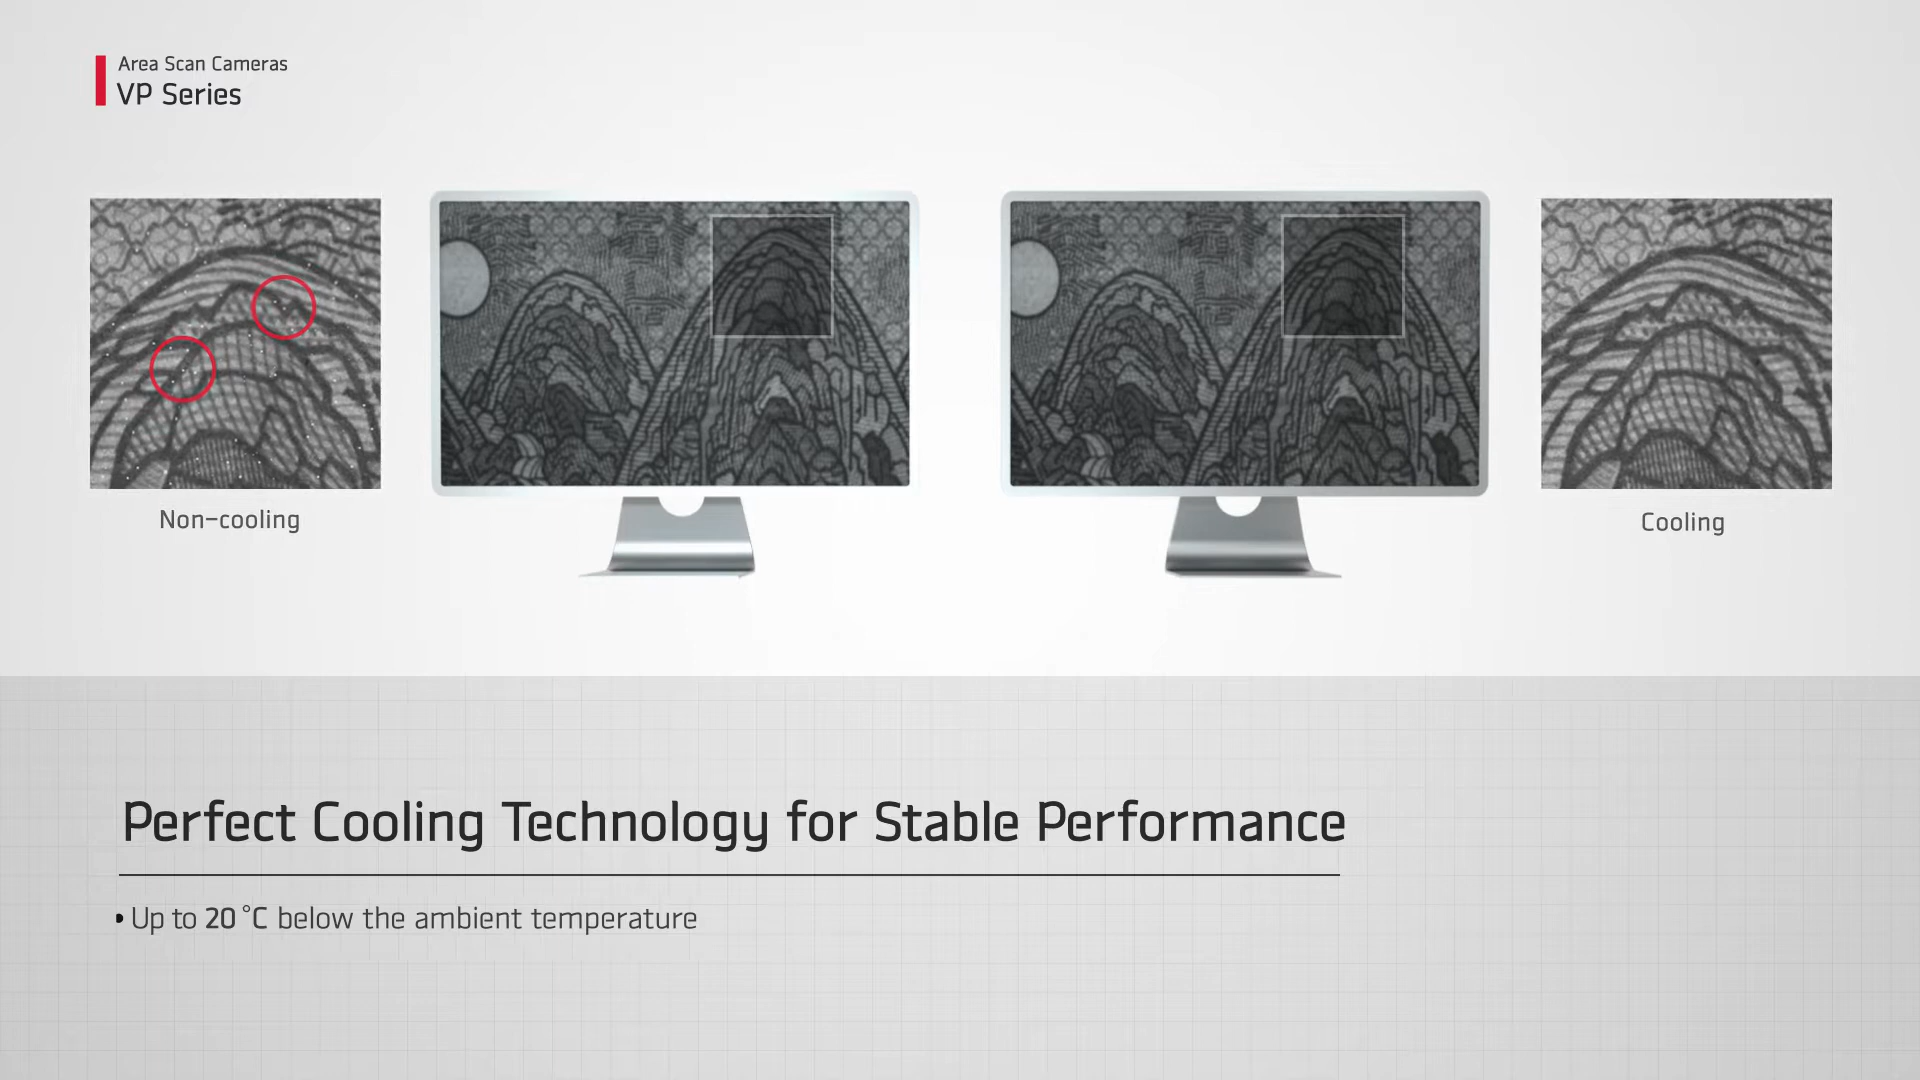 Area Scan Cameras
VP Series
Non-cooling
Cooling
Perfect Cooling Technology for Stable Performance
• Up to 20 °C below the ambient temperature